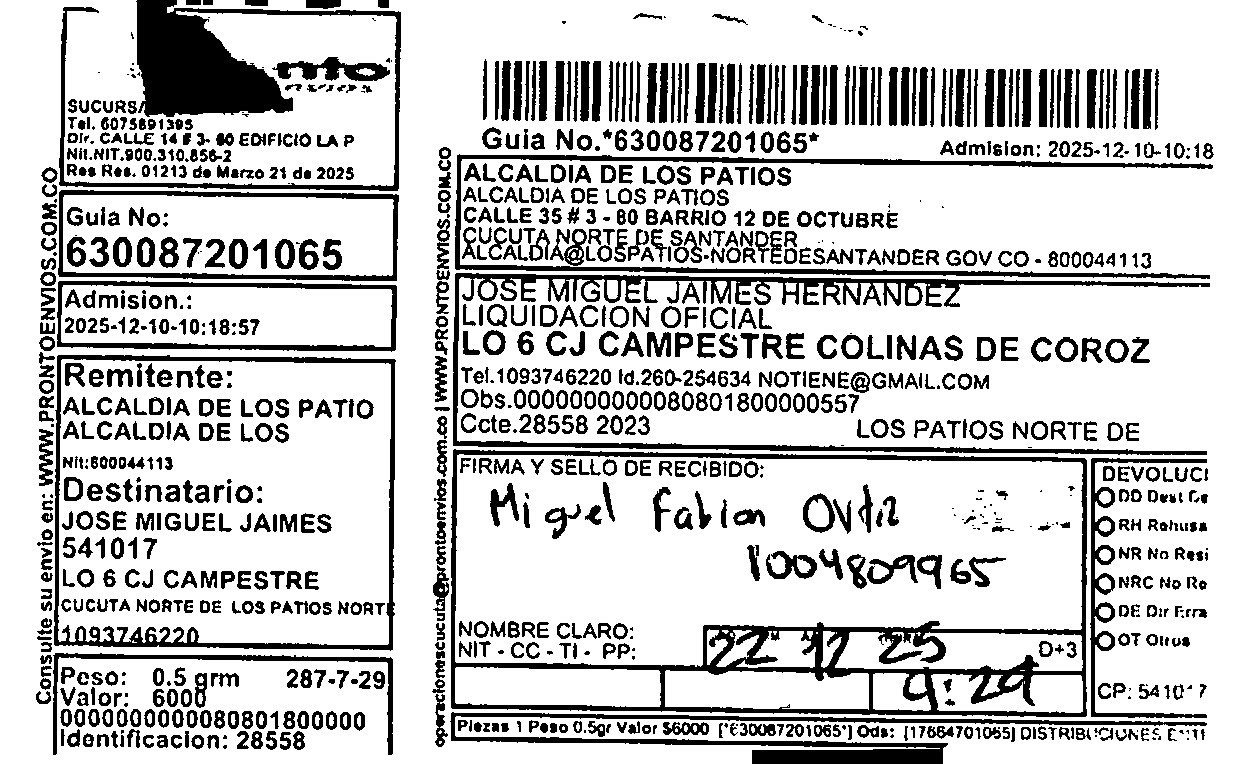 SUCURS/
Tel. 6075891395
Dir. CALLE 14 # 3- 60 EDIFICIO LA P
Nit.NIT.900.310.856-2
Res Res. 01213 de Marzo 21 de 2025
Consulte su envio en: WWW.PRONTOENVIOS.COM.CO
Guia No:
630087201065
Admision.:
2025-12-10-10:18:57
Remitente:
ALCALDIA DE LOS PATIO
ALCALDIA DE LOS
Nit:800044113
Destinatario:
JOSE MIGUEL JAIMES
541017
LO 6 CJ CAMPESTRE
CUCUTA NORTE DE LOS PATIOS NORTE
1093746220
Peso: 0.5 grm 287-7-29
Valor: 6000
00000000000080801800000
Identificacion: 28558
Guia No.*630087201065*
Admision: 2025-12-10-10:18
operacionescucuta@prontoenvios.com.co | WWW.PRONTOENVIOS.COM.CO
ALCALDIA DE LOS PATIOS
ALCALDIA DE LOS PATIOS
CALLE 35 # 3 - 80 BARRIO 12 DE OCTUBRE
CUCUTA NORTE DE SANTANDER
ALCALDIA@LOSPATIOS-NORTEDESANTANDER GOV CO - 800044113
JOSE MIGUEL JAIMES HERNANDEZ
LIQUIDACION OFICIAL
LO 6 CJ CAMPESTRE COLINAS DE COROZ
Tel.1093746220 Id.260-254634 NOTIENE@GMAIL.COM
Obs.00000000000080801800000557
Ccte.28558 2023 LOS PATIOS NORTE DE
FIRMA Y SELLO DE RECIBIDO:
Miguel Fabian Ortiz
1004809965
NOMBRE CLARO:
NIT - CC - TI - PP:
22 12 25
D+3
9:29
DEVOLUCI
DD Dest Ce
RH Rehusa
NR No Resi
NRC No Re
DE Dir Erra
OT Otros
CP: 541017
Piezas 1 Peso 0.5gr Valor $6000 [*630087201065*] Ods: [17664701065] DISTRIBUCIONES